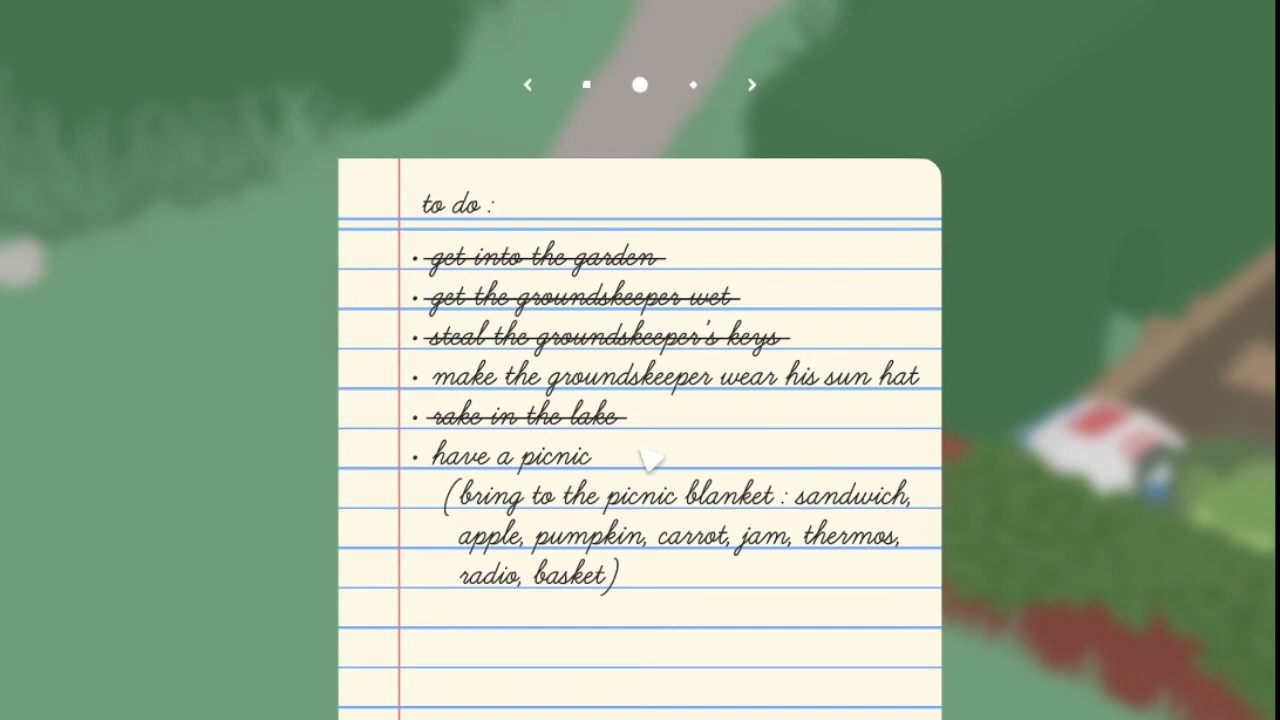 to do :
• get into the garden
• get the groundskeeper wet
• steal the groundskeeper's keys
• make the groundskeeper wear his sun hat
• rake in the lake
• have a picnic
(bring to the picnic blanket : sandwich,
apple, pumpkin, carrot, jam, thermos,
radio, basket)